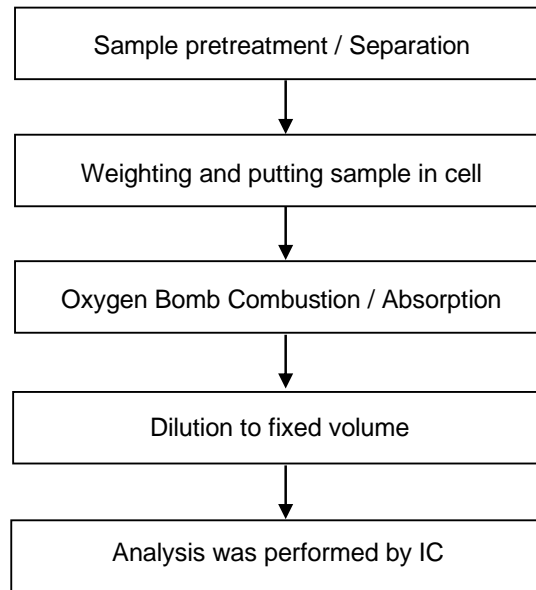 Sample pretreatment / Separation
Weighting and putting sample in cell
Oxygen Bomb Combustion / Absorption
Dilution to fixed volume
Analysis was performed by IC